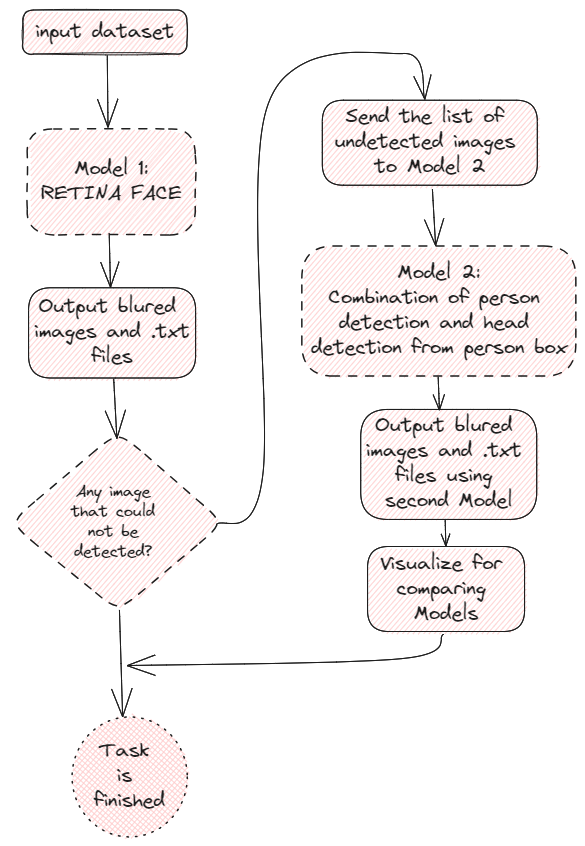 input dataset
Model 1:
RETINA FACE
Output blured
images and .txt
files
Any image
that could
not be
detected?
Send the list of
undetected images
to Model 2
Model 2:
Combination of person
detection and head
detection from person box
Output blured
images and .txt
files using
second Model
Visualize for
comparing
Models
Task
is
finished